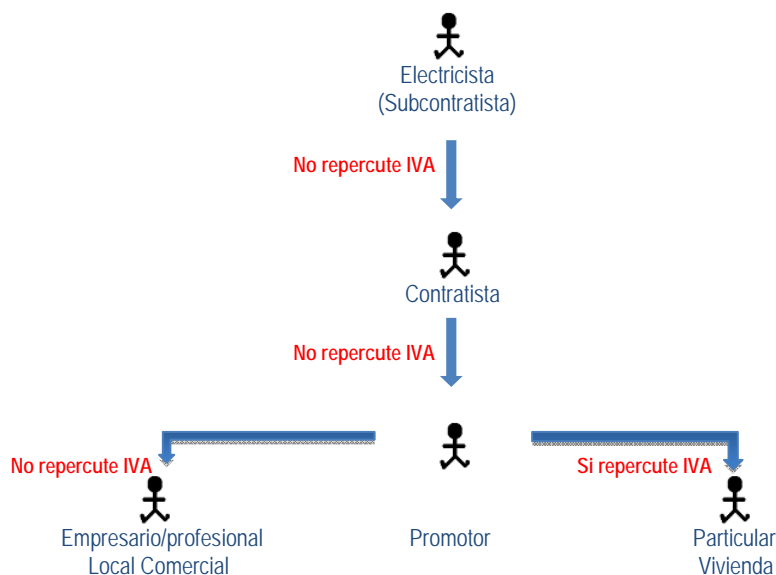 Electricista
(Subcontratista)
No repercute IVA
Contratista
No repercute IVA
No repercute IVA
Si repercute IVA
Empresario/profesional
Local Comercial
Promotor
Particular
Vivienda